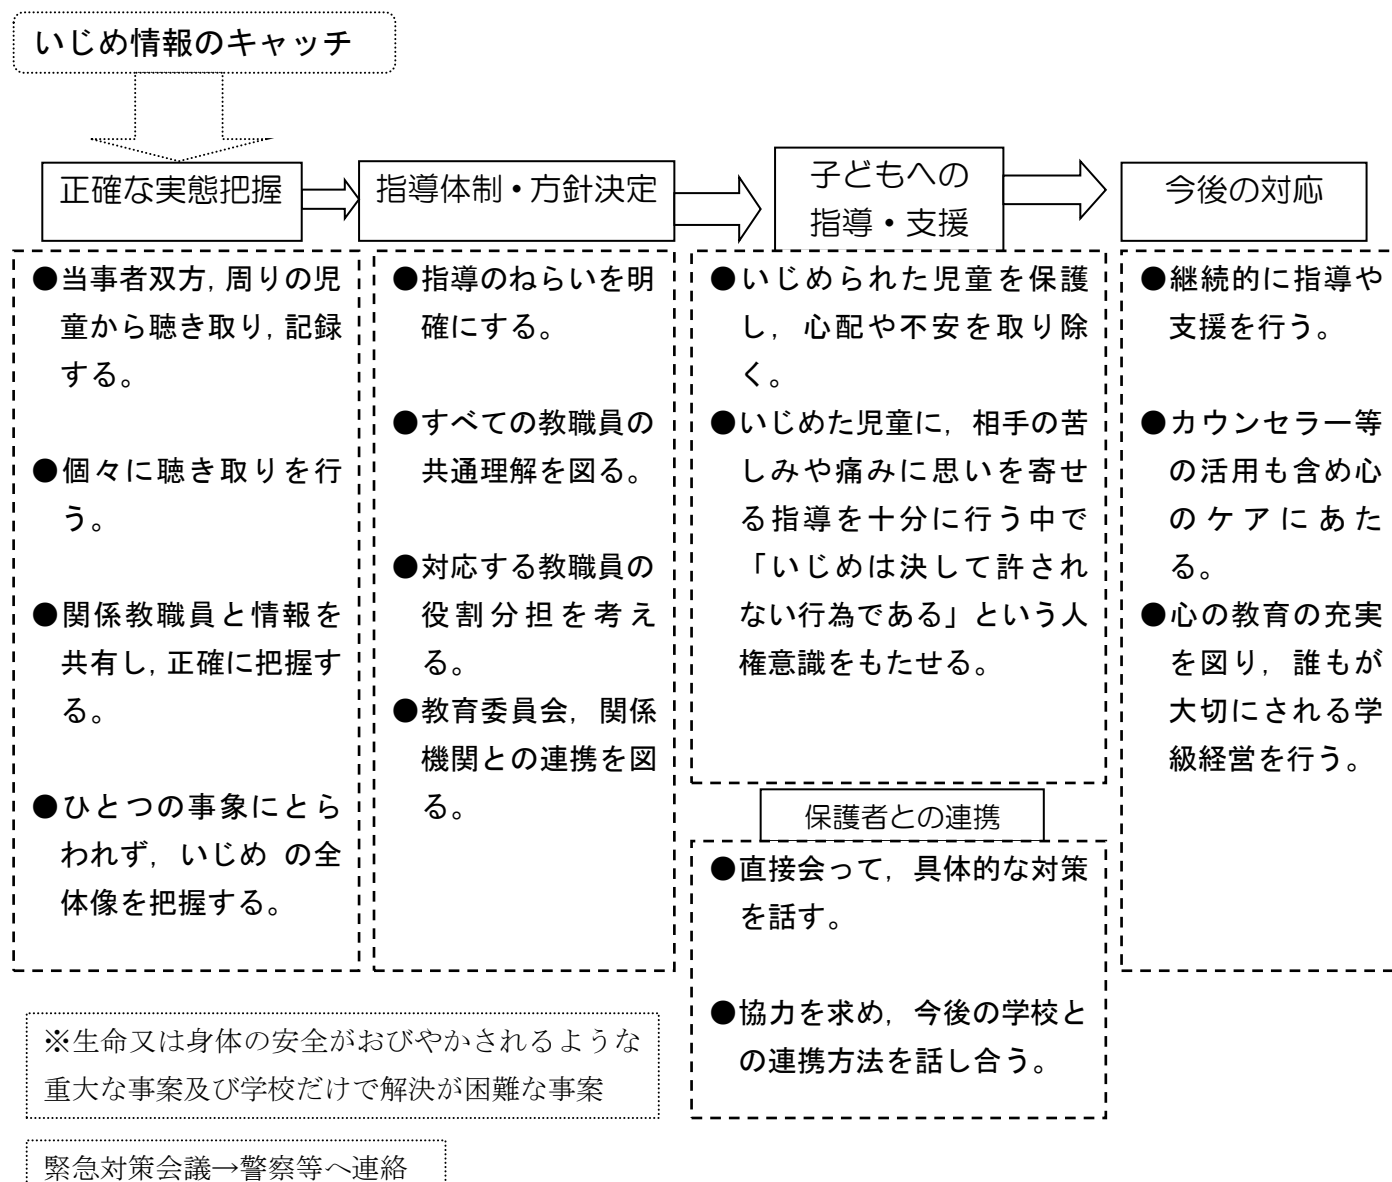 いじめ情報のキャッチ
正確な実態把握
指導体制・方針決定
子どもへの
指導・支援
今後の対応
●当事者双方，周りの児
童から聴き取り，記録
する。
●個々に聴き取りを行
う。
●関係教職員と情報を
共有し，正確に把握す
る。
●ひとつの事象にとら
われず，いじめ の全
体像を把握する。
●指導のねらいを明
確にする。
●すべての教職員の
共通理解を図る。
●対応する教職員の
役割分担を考え
る。
●教育委員会，関係
機関との連携を図
る。
●いじめられた児童を保護
し，心配や不安を取り除
く。
●いじめた児童に，相手の苦
しみや痛みに思いを寄せ
る指導を十分に行う中で
「いじめは決して許され
ない行為である」という人
権意識をもたせる。
保護者との連携
●直接会って，具体的な対策
を話す。
●協力を求め，今後の学校と
の連携方法を話し合う。
●継続的に指導や
支援を行う。
●カウンセラー等
の活用も含め心
のケアにあた
る。
●心の教育の充実
を図り，誰もが
大切にされる学
級経営を行う。
※生命又は身体の安全がおびやかされるような
重大な事案及び学校だけで解決が困難な事案
緊急対策会議→警察等へ連絡